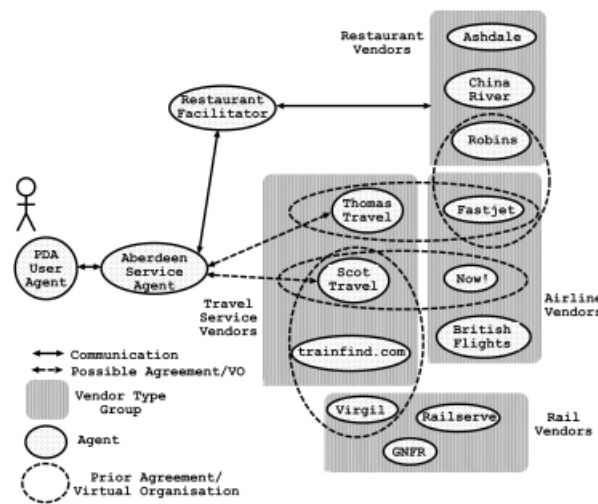 Restaurant
Vendors
Ashdale
China
River
Robins
Restaurant
Facilitator
Thomas
Travel
Fastjet
PDA
User
Agent
Aberdeen
Service
Agent
Scot
Travel
Now!
Travel
Service
Vendors
Airline
Vendors
British
Flights
trainfind.com
Virgil
Railserve
GNFR
Rail
Vendors
Communication
Possible Agreement/VO
Vendor Type
Group
Agent
Prior Agreement/
Virtual Organisation